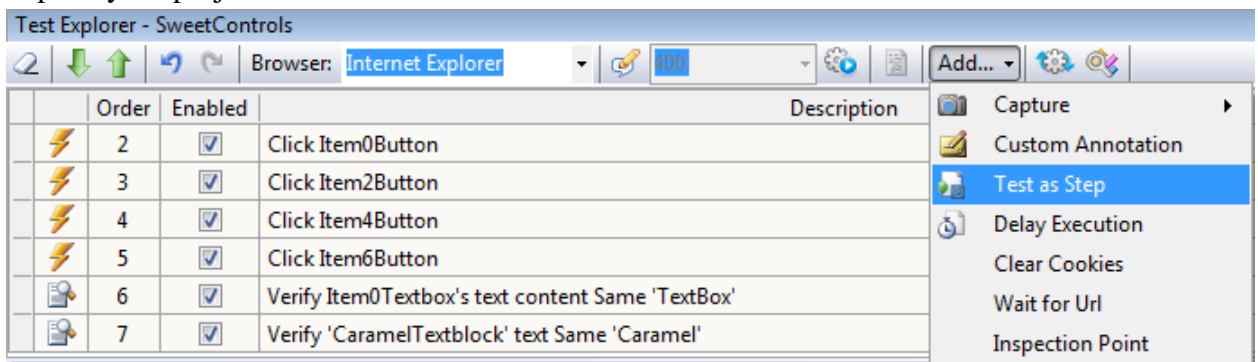 Test Explorer - SweetControls
Browser: Internet Explorer 400 Add...
Order Enabled Description
2 Click Item0Button
3 Click Item2Button
4 Click Item4Button
5 Click Item6Button
6 Verify Item0Textbox's text content Same 'TextBox'
7 Verify 'CaramelTextblock' text Same 'Caramel'
Capture
Custom Annotation
Test as Step
Delay Execution
Clear Cookies
Wait for Url
Inspection Point